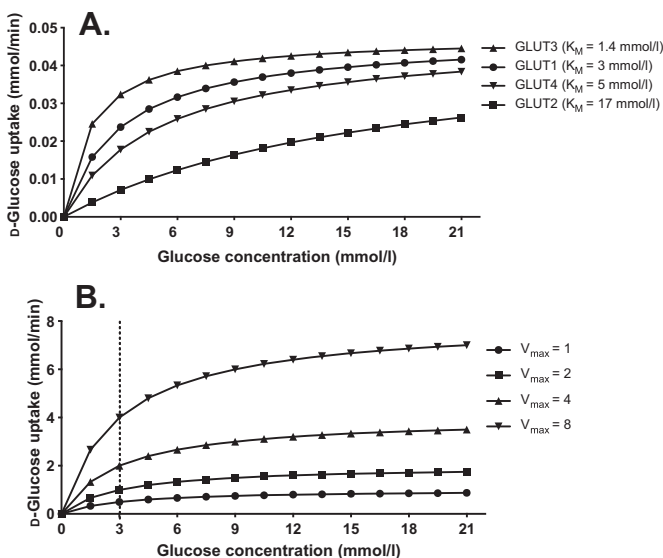 A.
D-Glucose uptake (mmol/min)
0.05
0.04
0.03
0.02
0.01
0.00
0 3 6 9 12 15 18 21
Glucose concentration (mmol/l)
GLUT3 (KM = 1.4 mmol/l)
GLUT1 (KM = 3 mmol/l)
GLUT4 (KM = 5 mmol/l)
GLUT2 (KM = 17 mmol/l)
B.
D-Glucose uptake (mmol/min)
8
6
4
2
0
0 3 6 9 12 15 18 21
Glucose concentration (mmol/l)
Vmax = 1
Vmax = 2
Vmax = 4
Vmax = 8